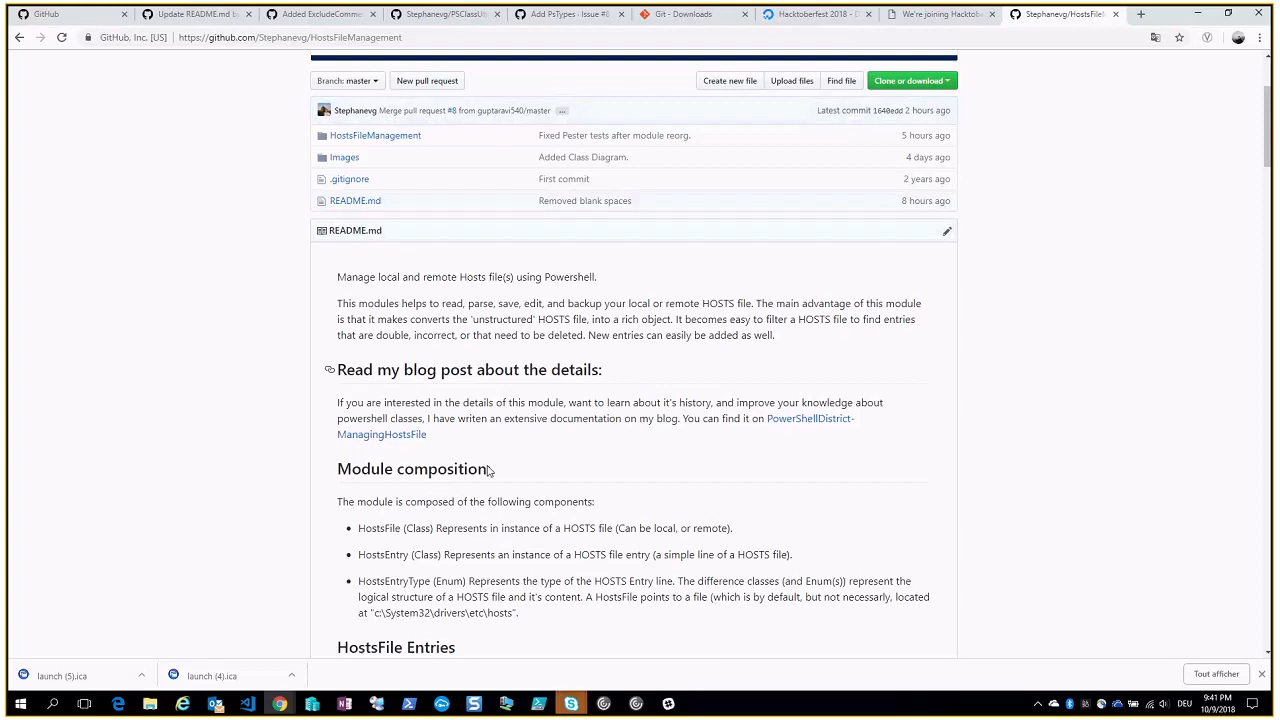 GitHub
Update README.md b
Added ExcludeComme
Stephanevg/PSClassUt
Add PsTypes · Issue #8
Git - Downloads
Hacktoberfest 2018 - D
We're joining Hacktob
Stephanevg/HostsFileM
GitHub, Inc. [US]
https://github.com/Stephanevg/HostsFileManagement
Branch: master
New pull request
Create new file
Upload files
Find file
Clone or download
Stephanevg Merge pull request #8 from guptaravi540/master ...
Latest commit 1640edd 2 hours ago
HostsFileManagement
Fixed Pester tests after module reorg.
5 hours ago
Images
Added Class Diagram.
4 days ago
.gitignore
First commit
2 years ago
README.md
Removed blank spaces
8 hours ago
README.md
Manage local and remote Hosts file(s) using Powershell.
This modules helps to read, parse, save, edit, and backup your local or remote HOSTS file. The main advantage of this module
is that it makes converts the 'unstructured' HOSTS file, into a rich object. It becomes easy to filter a HOSTS file to find entries
that are double, incorrect, or that need to be deleted. New entries can easily be added as well.
Read my blog post about the details:
If you are interested in the details of this module, want to learn about it's history, and improve your knowledge about
powershell classes, I have writen an extensive documentation on my blog. You can find it on PowerShellDistrict-
ManagingHostsFile
Module composition
The module is composed of the following components:
• HostsFile (Class) Represents in instance of a HOSTS file (Can be local, or remote).
• HostsEntry (Class) Represents an instance of a HOSTS file entry (a simple line of a HOSTS file).
• HostsEntryType (Enum) Represents the type of the HOSTS Entry line. The difference classes (and Enum(s)) represent the
logical structure of a HOSTS file and it's content. A HostsFile points to a file (which is by default, but not necessarly, located
at "c:\System32\drivers\etc\hosts".
HostsFile Entries
launch (5).ica
launch (4).ica
Tout afficher
DEU
9:41 PM
10/9/2018